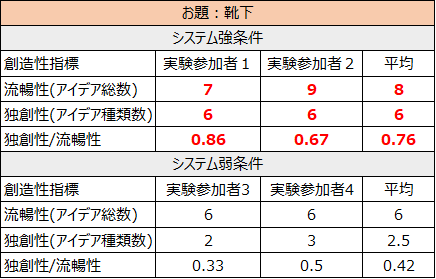 お題：靴下
システム強条件
創造性指標 実験参加者１ 実験参加者２ 平均
流暢性(アイデア総数) 7 9 8
独創性(アイデア種類数) 6 6 6
独創性/流暢性 0.86 0.67 0.76
システム弱条件
創造性指標 実験参加者3 実験参加者4 平均
流暢性(アイデア総数) 6 6 6
独創性(アイデア種類数) 2 3 2.5
独創性/流暢性 0.33 0.5 0.42